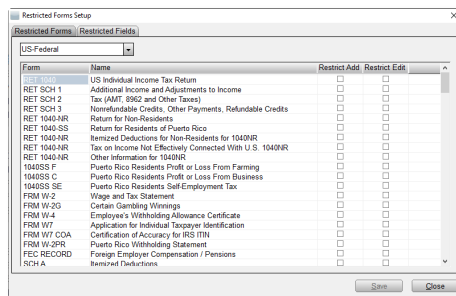 Restricted Forms Setup
Restricted Forms Restricted Fields
US-Federal
Form Name Restrict Add Restrict Edit
RET 1040 US Individual Income Tax Return
RET SCH 1 Additional Income and Adjustments to Income
RET SCH 2 Tax (AMT, 8962 and Other Taxes)
RET SCH 3 Nonrefundable Credits, Other Payments, Refundable Credits
RET 1040-NR Return for Non-Residents
RET 1040-SS Return for Residents of Puerto Rico
RET 1040-NR Itemized Deductions for Non-Residents for 1040NR
RET 1040-NR Tax on Income Not Effectively Connected With U.S. 1040NR
RET 1040-NR Other Information for 1040NR
1040SS F Puerto Rico Residents Profit or Loss From Farming
1040SS C Puerto Rico Residents Profit or Loss From Business
1040SS SE Puerto Rico Residents Self-Employment Tax
FRM W-2 Wage and Tax Statement
FRM W-2G Certain Gambling Winnings
FRM W-4 Employee's Withholding Allowance Certificate
FRM W7 Application for Individual Taxpayer Identification
FRM W7 COA Certification of Accuracy for IRS ITIN
FRM W-2PR Puerto Rico Withholding Statement
FEC RECORD Foreign Employer Compensation / Pensions
SCH A Itemized Deductions
Save Close